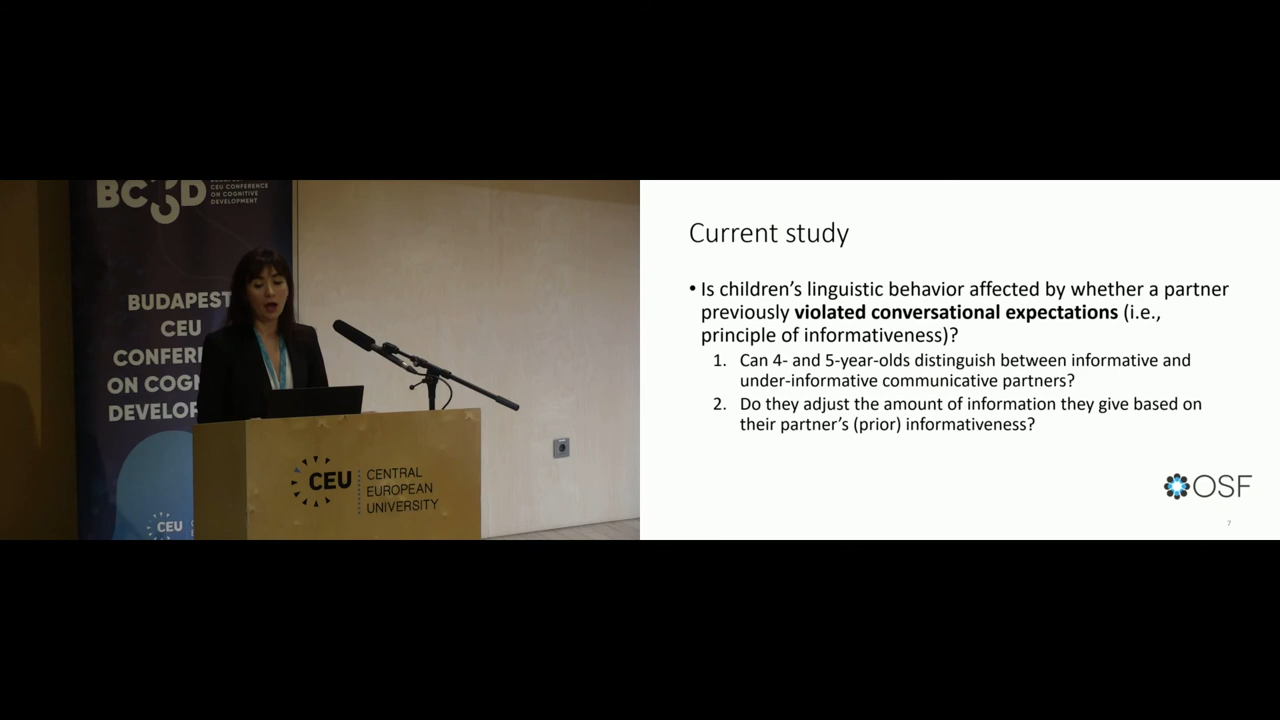 BC D
CEU CONFERENCE
ON COGNITIVE
DEVELOPMENT
BUDAPEST
CEU
CONFER
ON COG
DEVELOP
CEU
CEU
CENTRAL
EUROPEAN
UNIVERSITY
Current study
• Is children’s linguistic behavior affected by whether a partner
previously violated conversational expectations (i.e.,
principle of informativeness)?
1. Can 4- and 5-year-olds distinguish between informative and
under-informative communicative partners?
2. Do they adjust the amount of information they give based on
their partner’s (prior) informativeness?
OSF
7